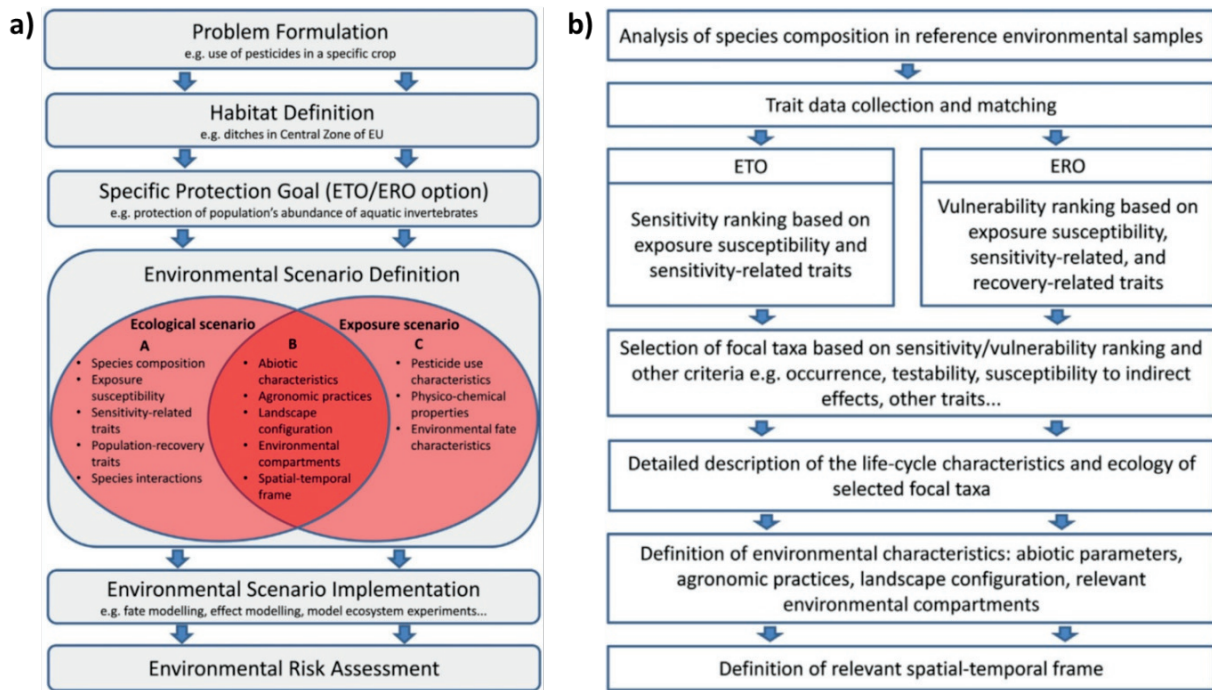 a)
Problem Formulation
e.g. use of pesticides in a specific crop
Habitat Definition
e.g. ditches in Central Zone of EU
Specific Protection Goal (ETO/ERO option)
e.g. protection of population's abundance of aquatic invertebrates
Environmental Scenario Definition
Ecological scenario
A
• Species composition
• Exposure
susceptibility
• Sensitivity-related
traits
• Population-recovery
traits
• Species interactions
B
• Abiotic
characteristics
• Agronomic practices
• Landscape
configuration
• Environmental
compartments
• Spatial-temporal
frame
Exposure scenario
C
• Pesticide use
characteristics
• Physico-chemical
properties
• Environmental fate
characteristics
Environmental Scenario Implementation
e.g. fate modelling, effect modelling, model ecosystem experiments...
Environmental Risk Assessment
b)
Analysis of species composition in reference environmental samples
Trait data collection and matching
ETO
Sensitivity ranking based on
exposure susceptibility and
sensitivity-related traits
ERO
Vulnerability ranking based on
exposure susceptibility,
sensitivity-related, and
recovery-related traits
Selection of focal taxa based on sensitivity/vulnerability ranking and
other criteria e.g. occurrence, testability, susceptibility to indirect
effects, other traits...
Detailed description of the life-cycle characteristics and ecology of
selected focal taxa
Definition of environmental characteristics: abiotic parameters,
agronomic practices, landscape configuration, relevant
environmental compartments
Definition of relevant spatial-temporal frame